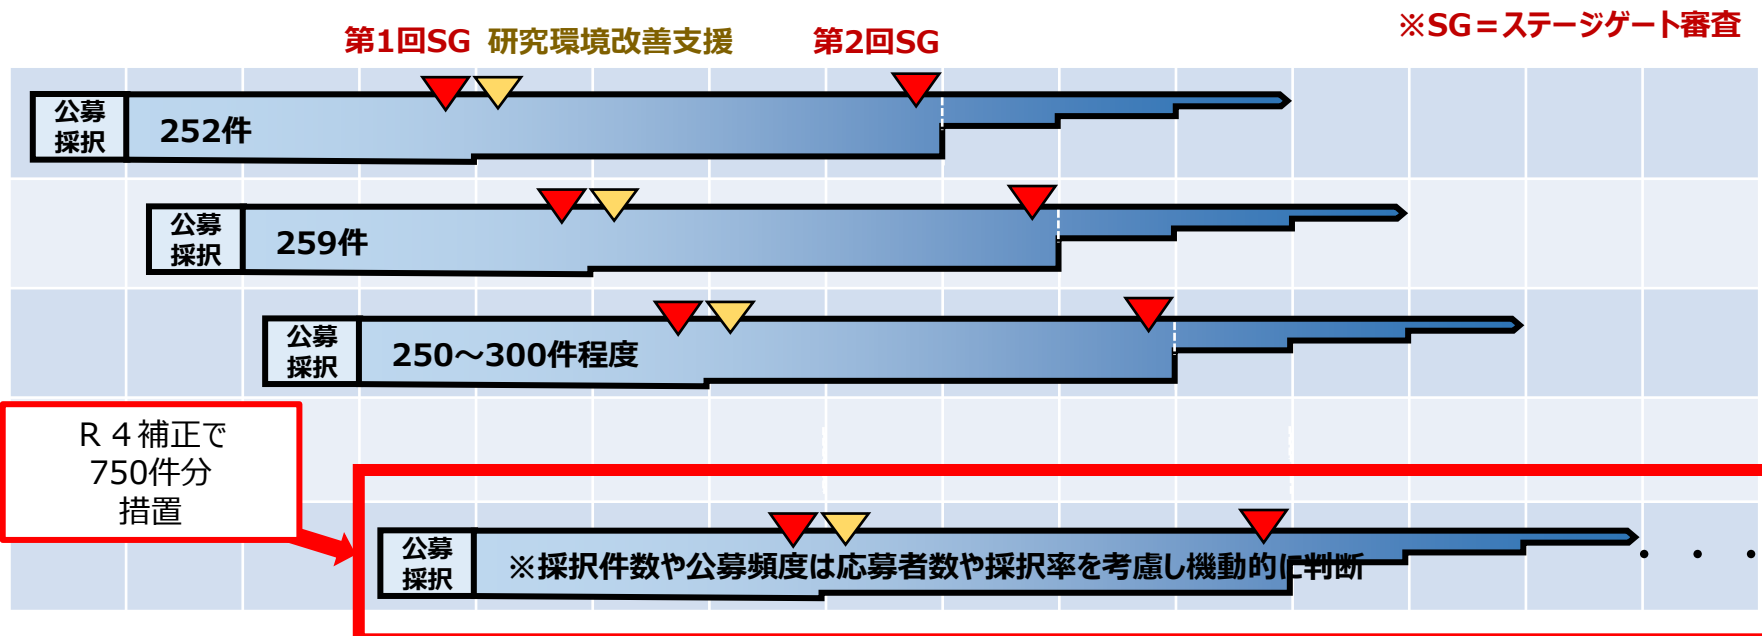 ※SG=ステージゲート審査
第1回SG 研究環境改善支援 第2回SG
公募
採択
252件
公募
採択
259件
公募
採択
250～300件程度
R４補正で
750件分
措置
公募
採択
※採択件数や公募頻度は応募者数や採択率を考慮し機動的に判断
・・・